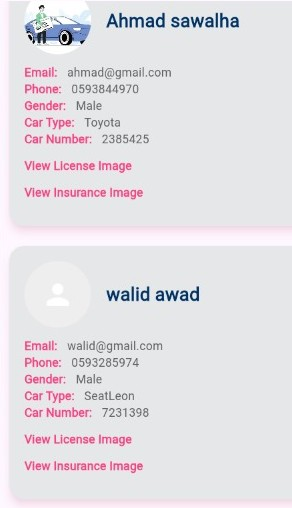 Ahmad sawalha
Email: ahmad@gmail.com
Phone: 0593844970
Gender: Male
Car Type: Toyota
Car Number: 2385425
View License Image
View Insurance Image
walid awad
Email: walid@gmail.com
Phone: 0593285974
Gender: Male
Car Type: SeatLeon
Car Number: 7231398
View License Image
View Insurance Image